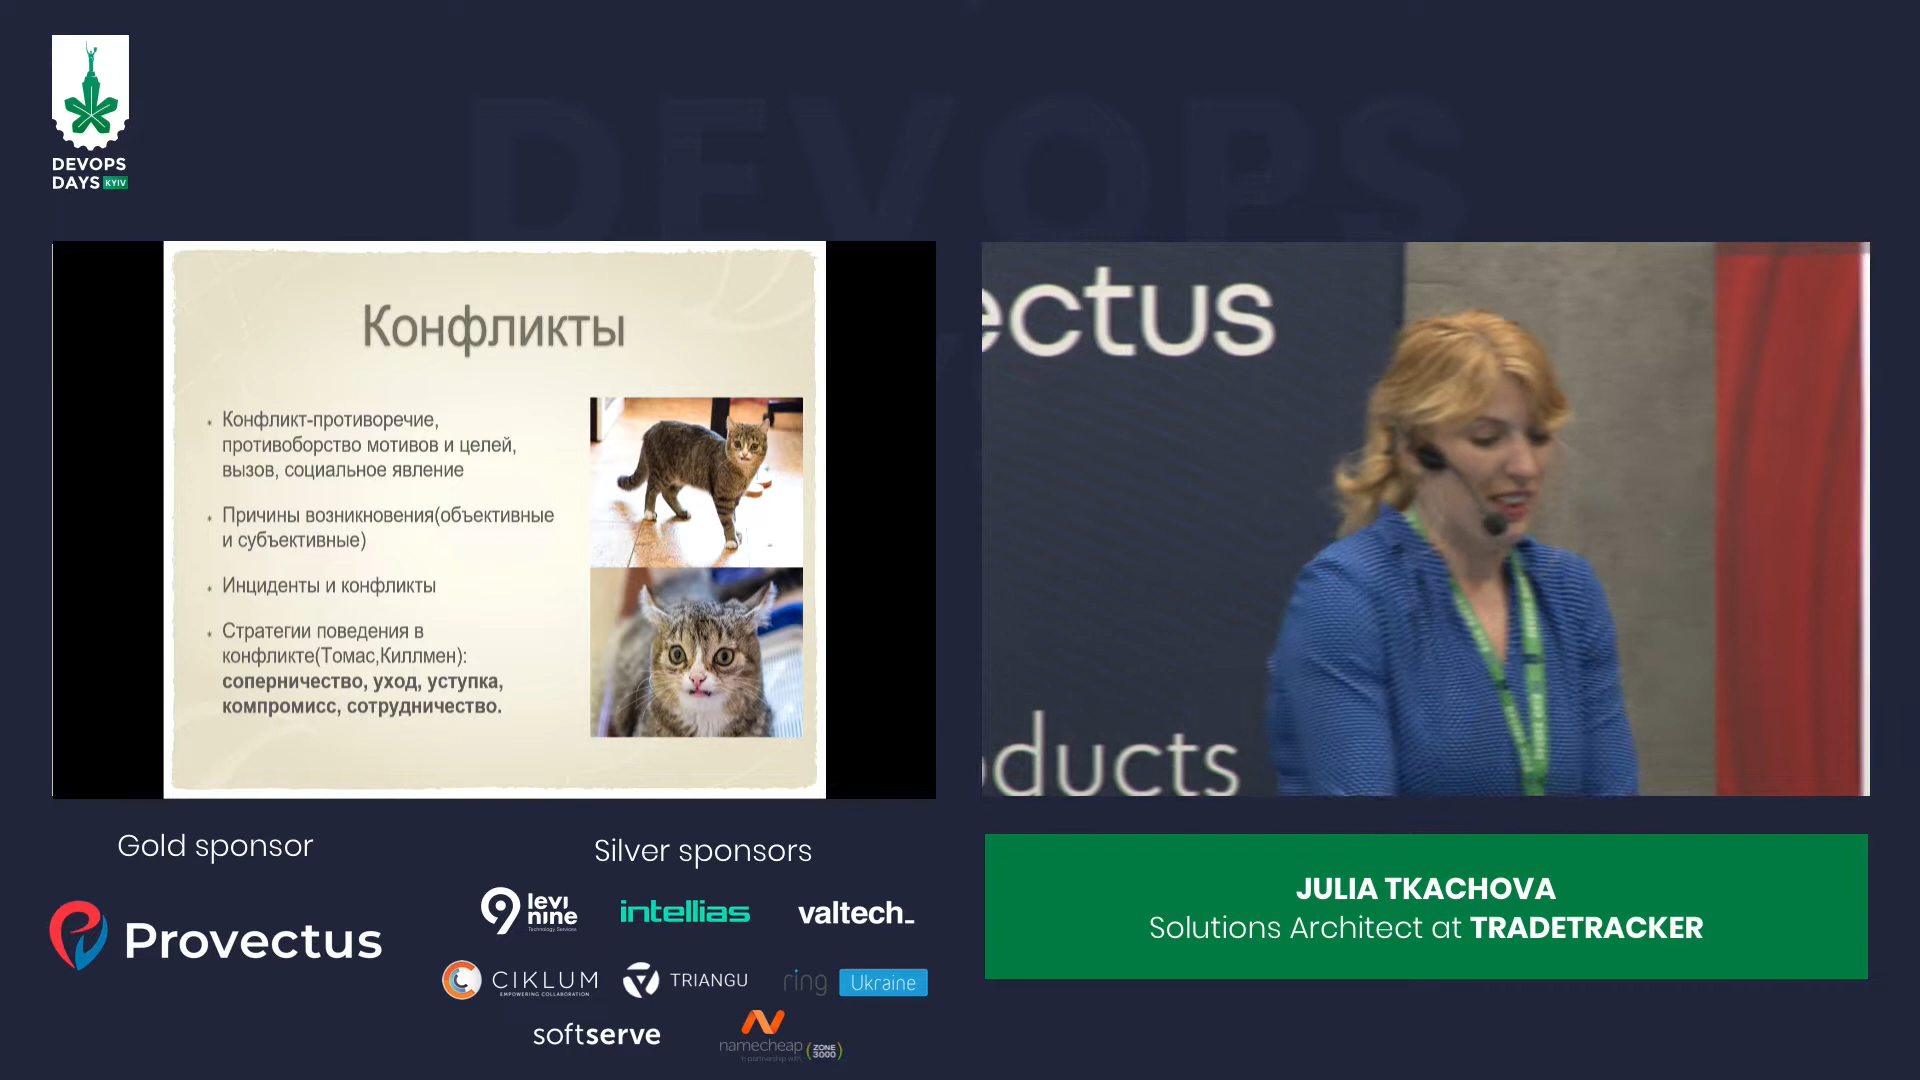 DEVOPS
DAYS KYIV
DEVOPS
Конфликты
Конфликт-противоречие,
противоборство мотивов и целей,
вызов, социальное явление
Причины возникновения(объективные
и субъективные)
Инциденты и конфликты
Стратегии поведения в
конфликте(Томас,Киллмен):
соперничество, уход, уступка,
компромисс, сотрудничество.
ectus
oducts
Gold sponsor
Provectus
Silver sponsors
levi
nine
Technology Services
intellias
valtech_
CIKLUM
EMPOWERING COLLABORATION
TRIANGU
ring Ukraine
softserve
namecheap
in partnership with
ZONE
3000
JULIA TKACHOVA
Solutions Architect at TRADETRACKER